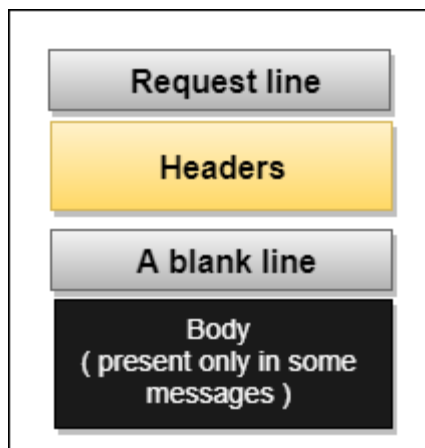 Request line
Headers
A blank line
Body
( present only in some
messages )